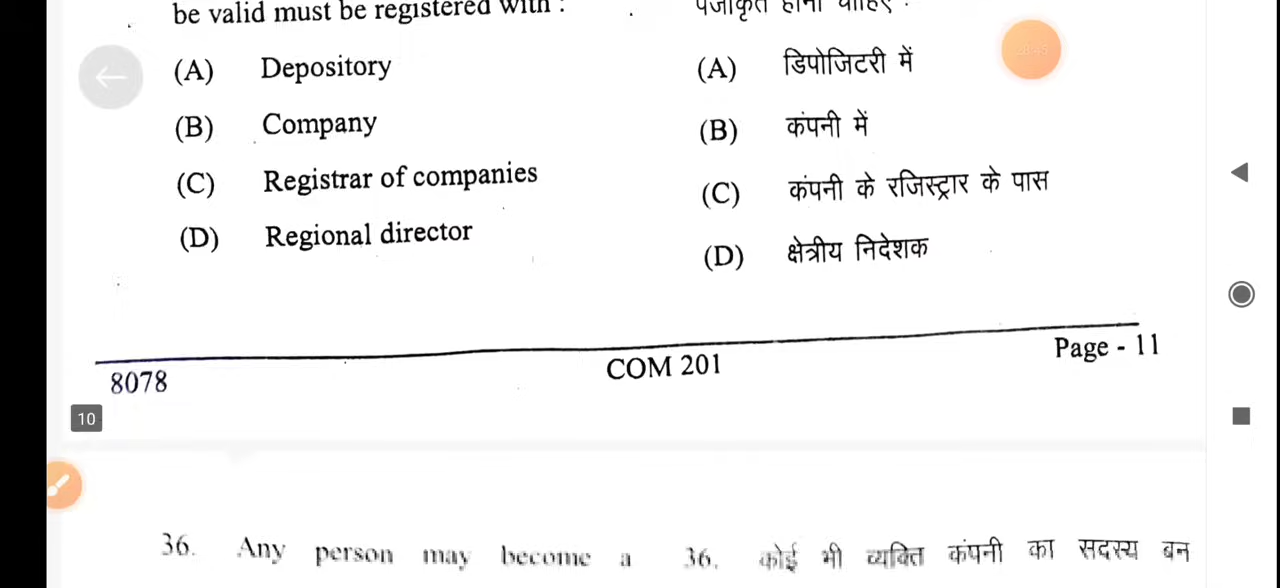 be valid must be registered with :
(A) Depository
(B) Company
(C) Registrar of companies
(D) Regional director
पंजीकृत होना चाहिए :
(A) डिपोजिटरी में
(B) कंपनी में
(C) कंपनी के रजिस्ट्रार के पास
(D) क्षेत्रीय निदेशक
8078 COM 201 Page - 11
10
36. Any person may become a
36. कोई भी व्यक्ति कंपनी का सदस्य बन